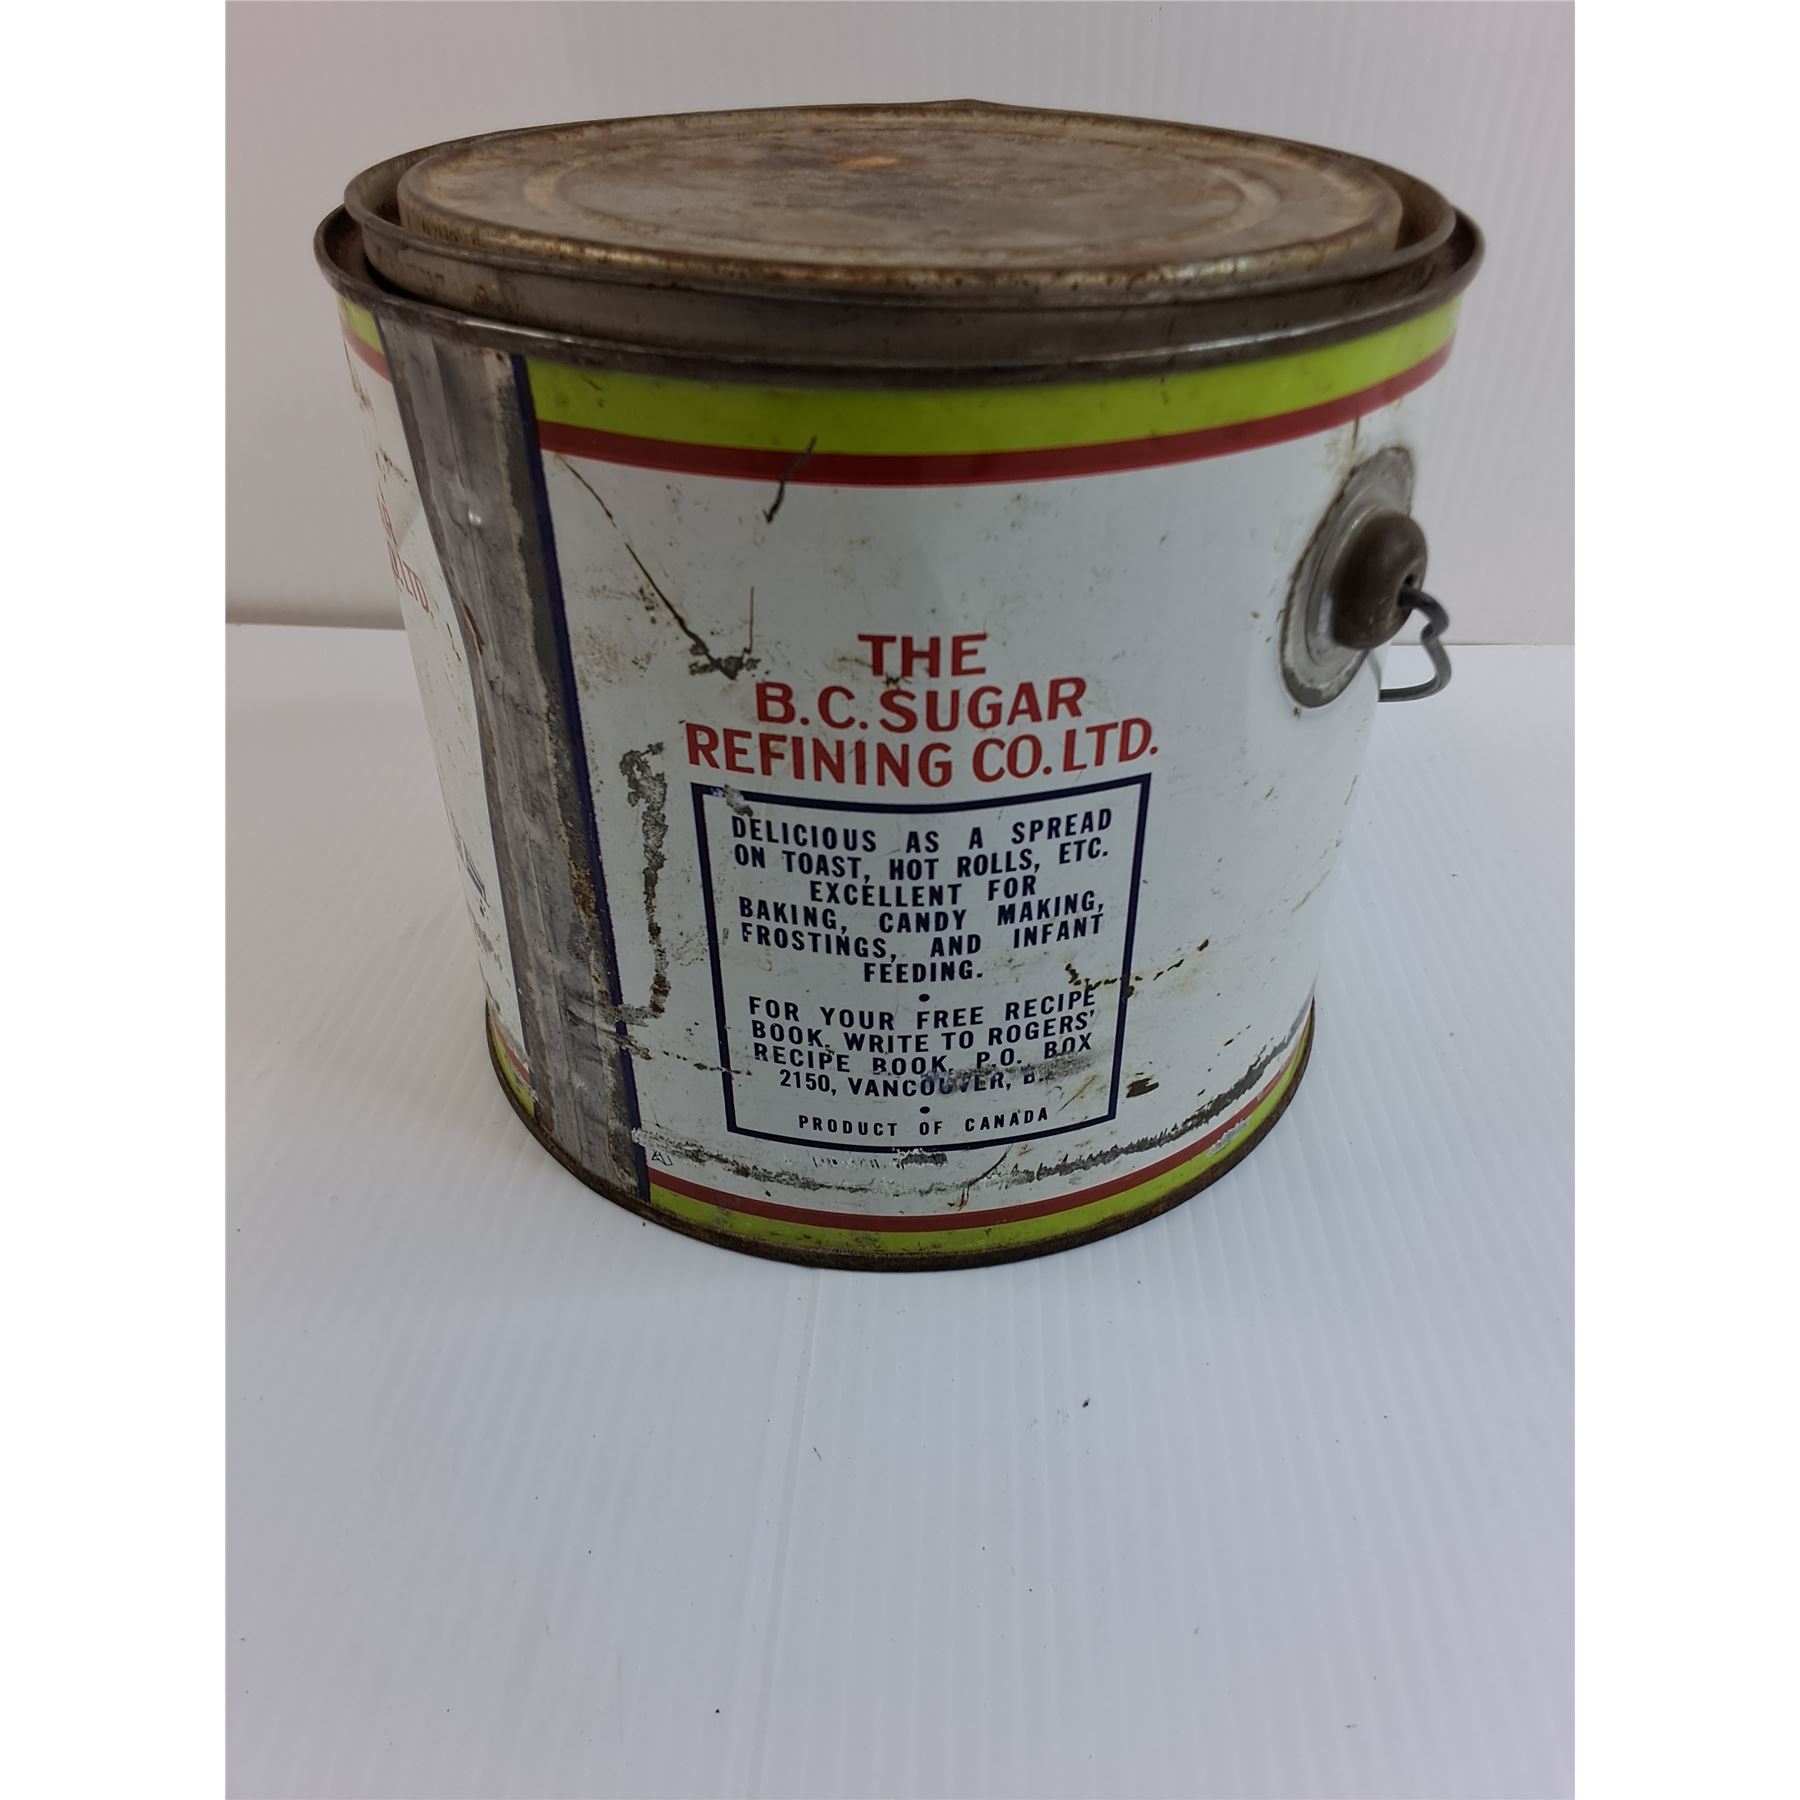 THE
B.C. SUGAR
REFINING CO. LTD.
DELICIOUS AS A SPREAD
ON TOAST, HOT ROLLS, ETC.
EXCELLENT FOR
BAKING, CANDY MAKING,
FROSTINGS, AND INFANT
FEEDING.
•
FOR YOUR FREE RECIPE
BOOK, WRITE TO ROGERS'
RECIPE BOOK, P.O. BOX
2150, VANCOUVER,
•
PRODUCT OF CANADA
LTD.